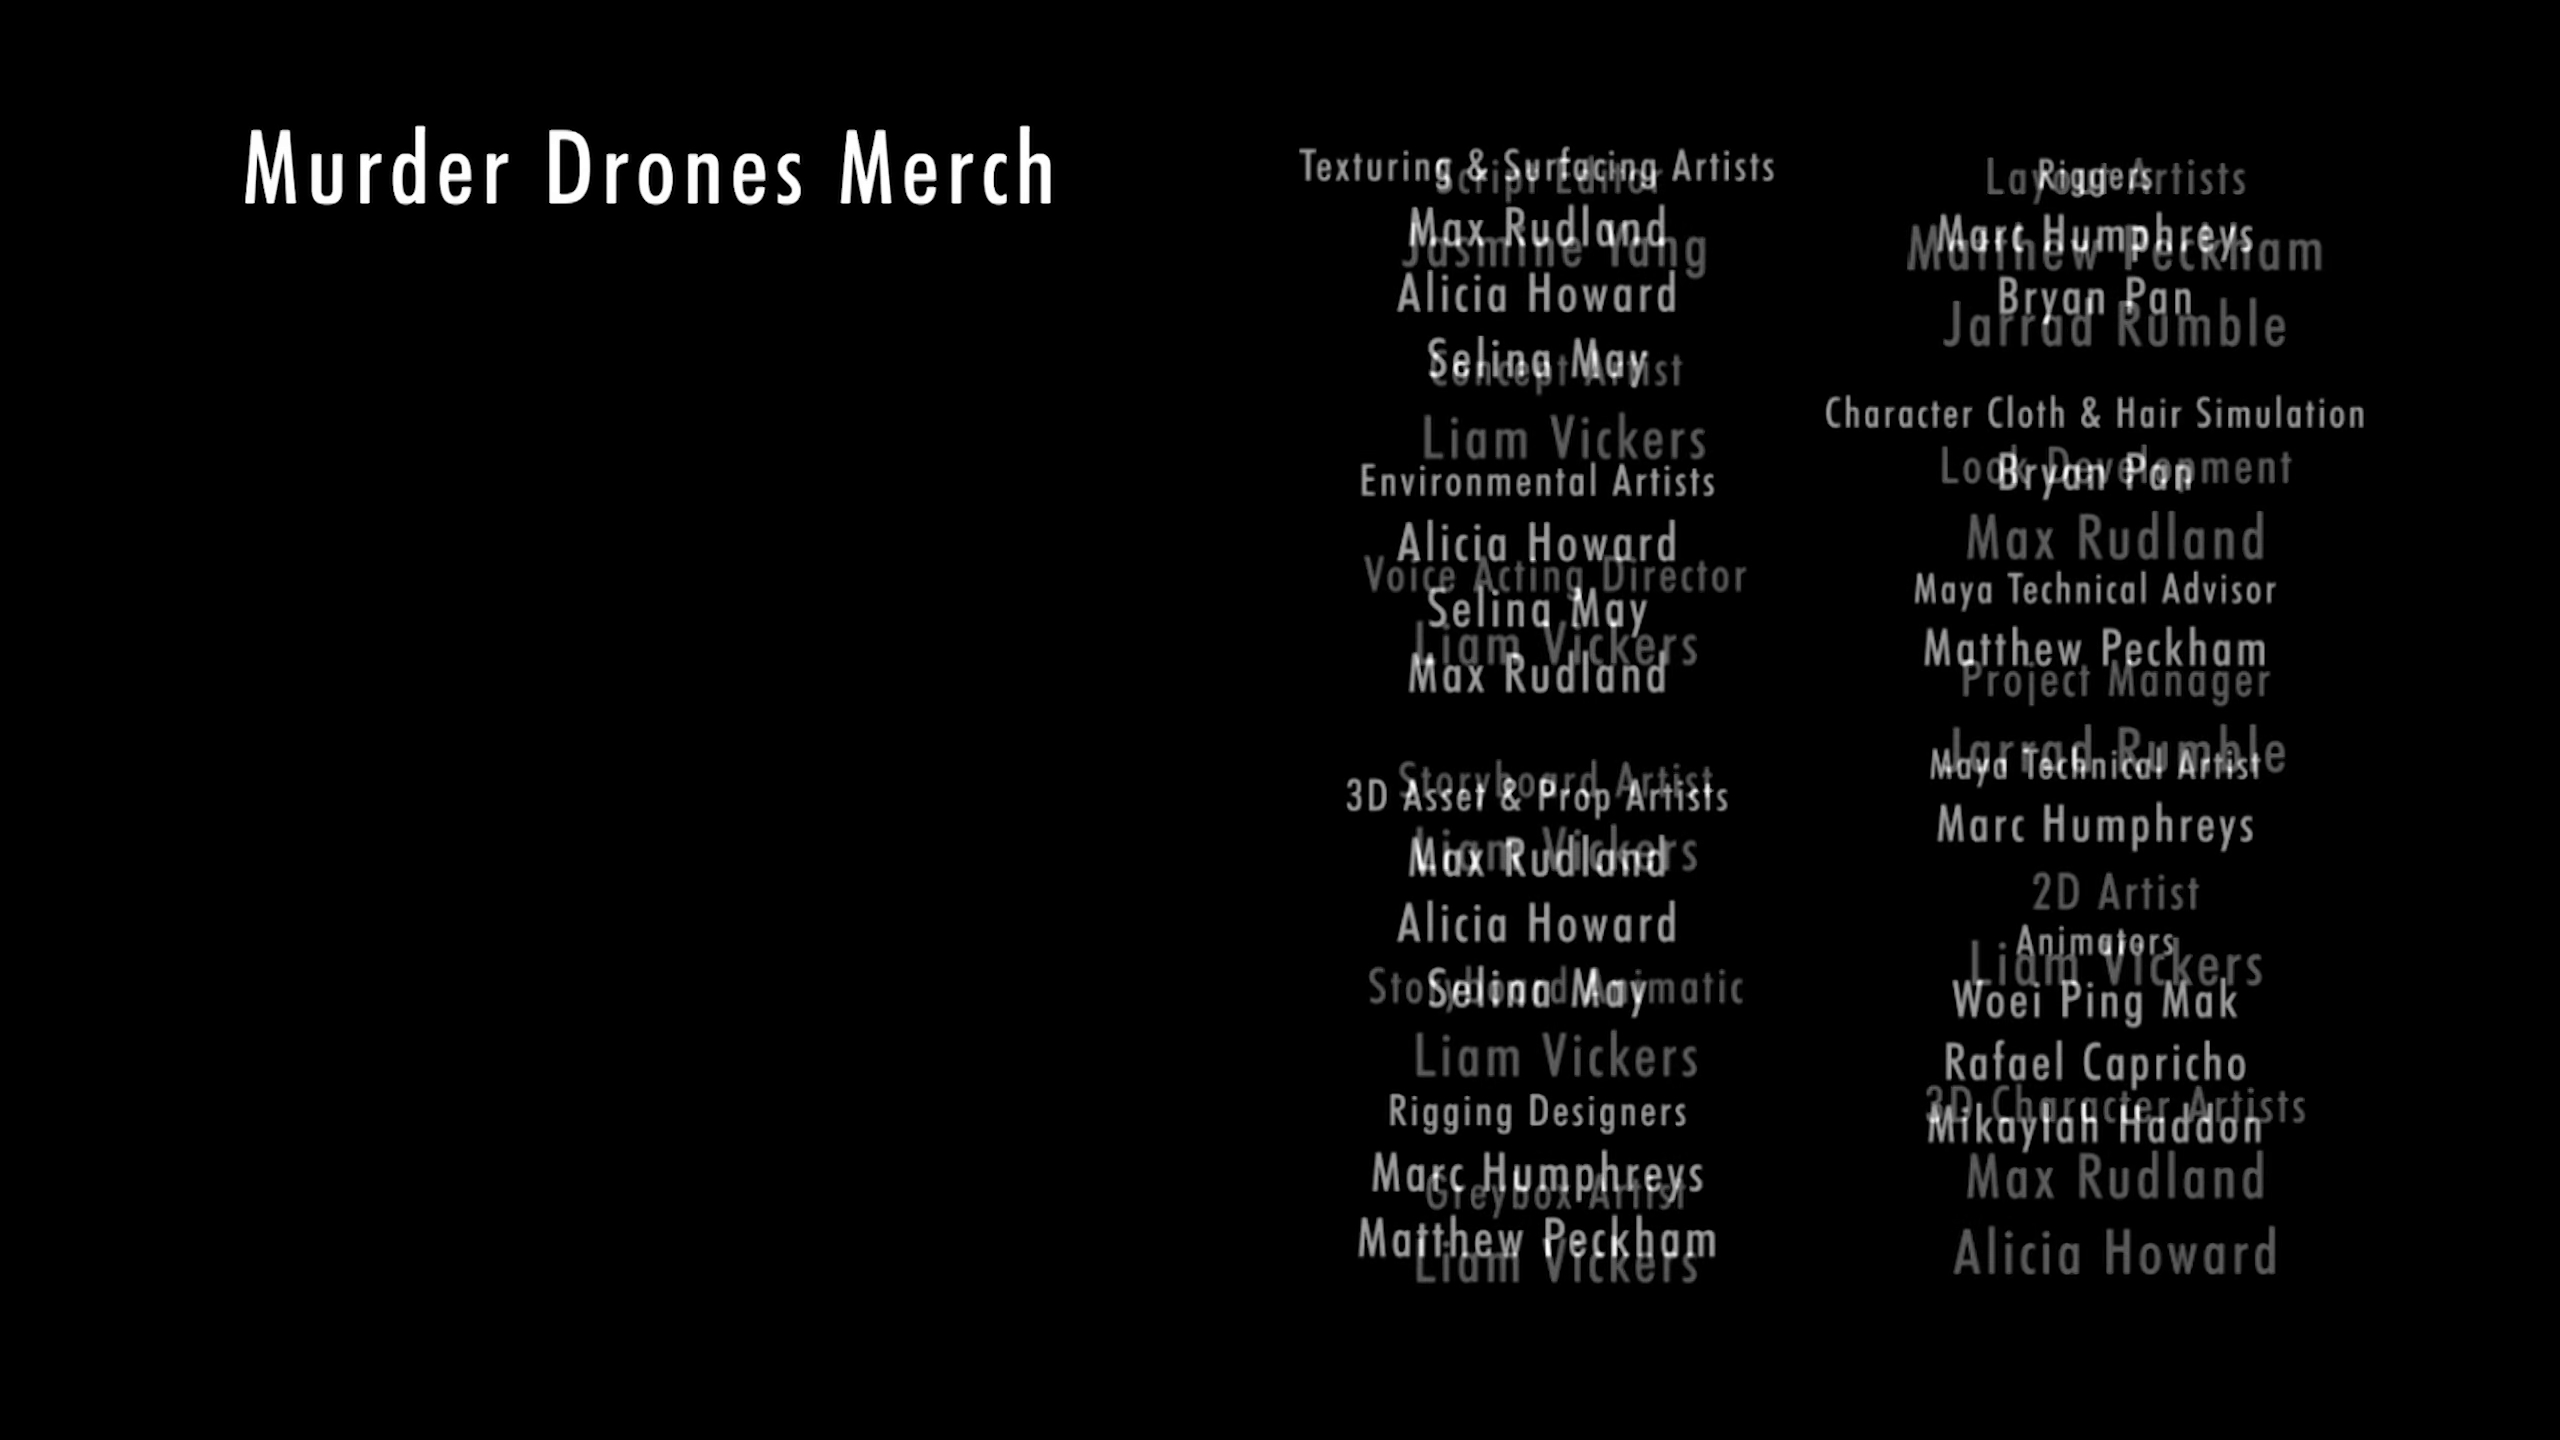 Murder Drones Merch
Texturing & Surfacing Artists
Max Rudland
Alicia Howard
Selina May
Environmental Artists
Alicia Howard
Selina May
Max Rudland
3D Asset & Prop Artists
Max Rudland
Alicia Howard
Selina May
Rigging Designers
Marc Humphreys
Matthew Peckham
Riggers
Marc Humphreys
Bryan Pan
Character Cloth & Hair Simulation
Bryan Pan
Maya Technical Advisor
Matthew Peckham
Maya Technical Artist
Marc Humphreys
Animators
Woei Ping Mak
Rafael Capricho
Mikaylah Haddon
Script Editor
Jasmine Yang
Concept Artist
Liam Vickers
Voice Acting Director
Liam Vickers
Storyboard Artist
Liam Vickers
Storyboard Animatic
Liam Vickers
Greybox Artist
Liam Vickers
Layout Artists
Matthew Peckham
Jarrad Rumble
Look Development
Max Rudland
Project Manager
Jarrad Rumble
2D Artist
Liam Vickers
3D Character Artists
Max Rudland
Alicia Howard